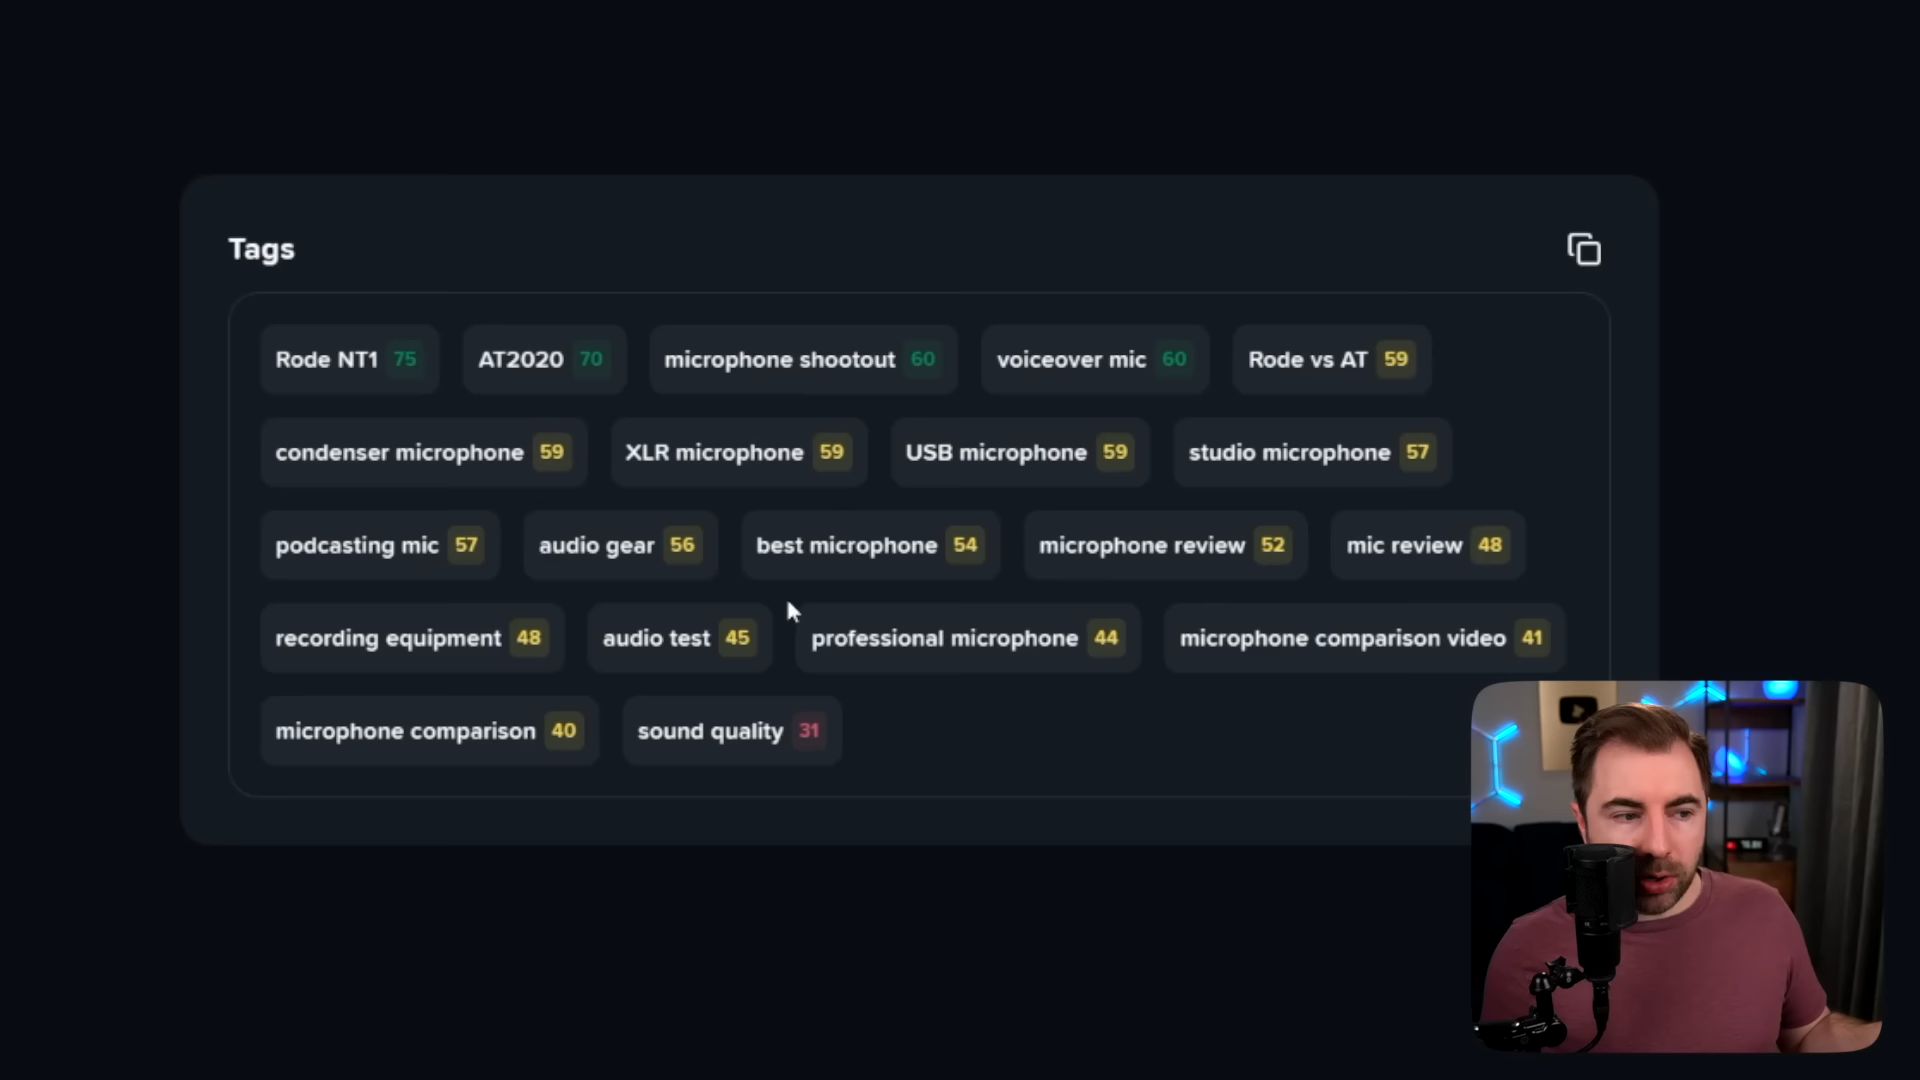 Tags
Rode NT1 75 AT2020 70 microphone shootout 60 voiceover mic 60 Rode vs AT 59
condenser microphone 59 XLR microphone 59 USB microphone 59 studio microphone 57
podcasting mic 57 audio gear 56 best microphone 54 microphone review 52 mic review 48
recording equipment 48 audio test 45 professional microphone 44 microphone comparison video 41
microphone comparison 40 sound quality 31